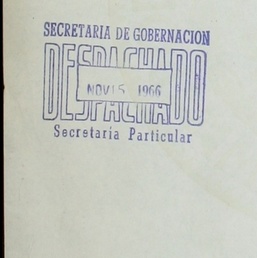 SECRETARIA DE GOBERNACION
DESPACHADO
NOV 15 1966
Secretaria Particular